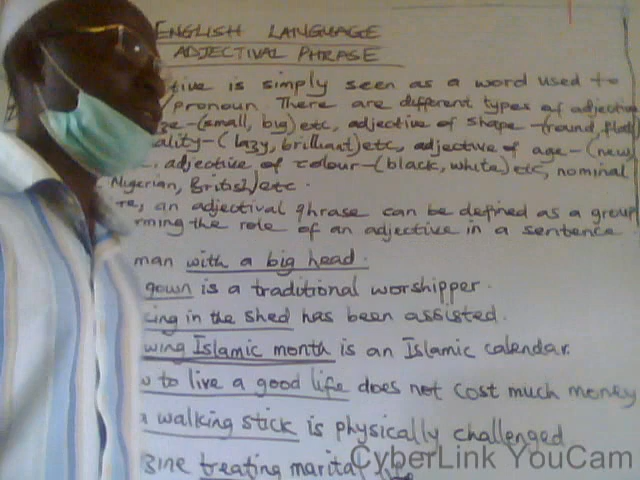 ENGLISH LANGUAGE
ADJECTIVAL PHRASE
tive is simply seen as a word used to
/pronoun. There are different types of adjective
ze-(small, big)etc, adjective of shape-(round, flat)
ality-(lazy, brilliant)etc, adjective of age-(new)
adjective of colour-(black, white)etc, nominal
Nigerian, British)etc.
re, an adjectival phrase can be defined as a group
rming the role of an adjective in a sentence
man with a big head.
gown is a traditional worshipper.
king in the shed has been assisted.
wing Islamic month is an Islamic calendar.
to live a good life does not cost much money
a walking stick is physically challenged
zine treating marital life
CyberLink YouCam